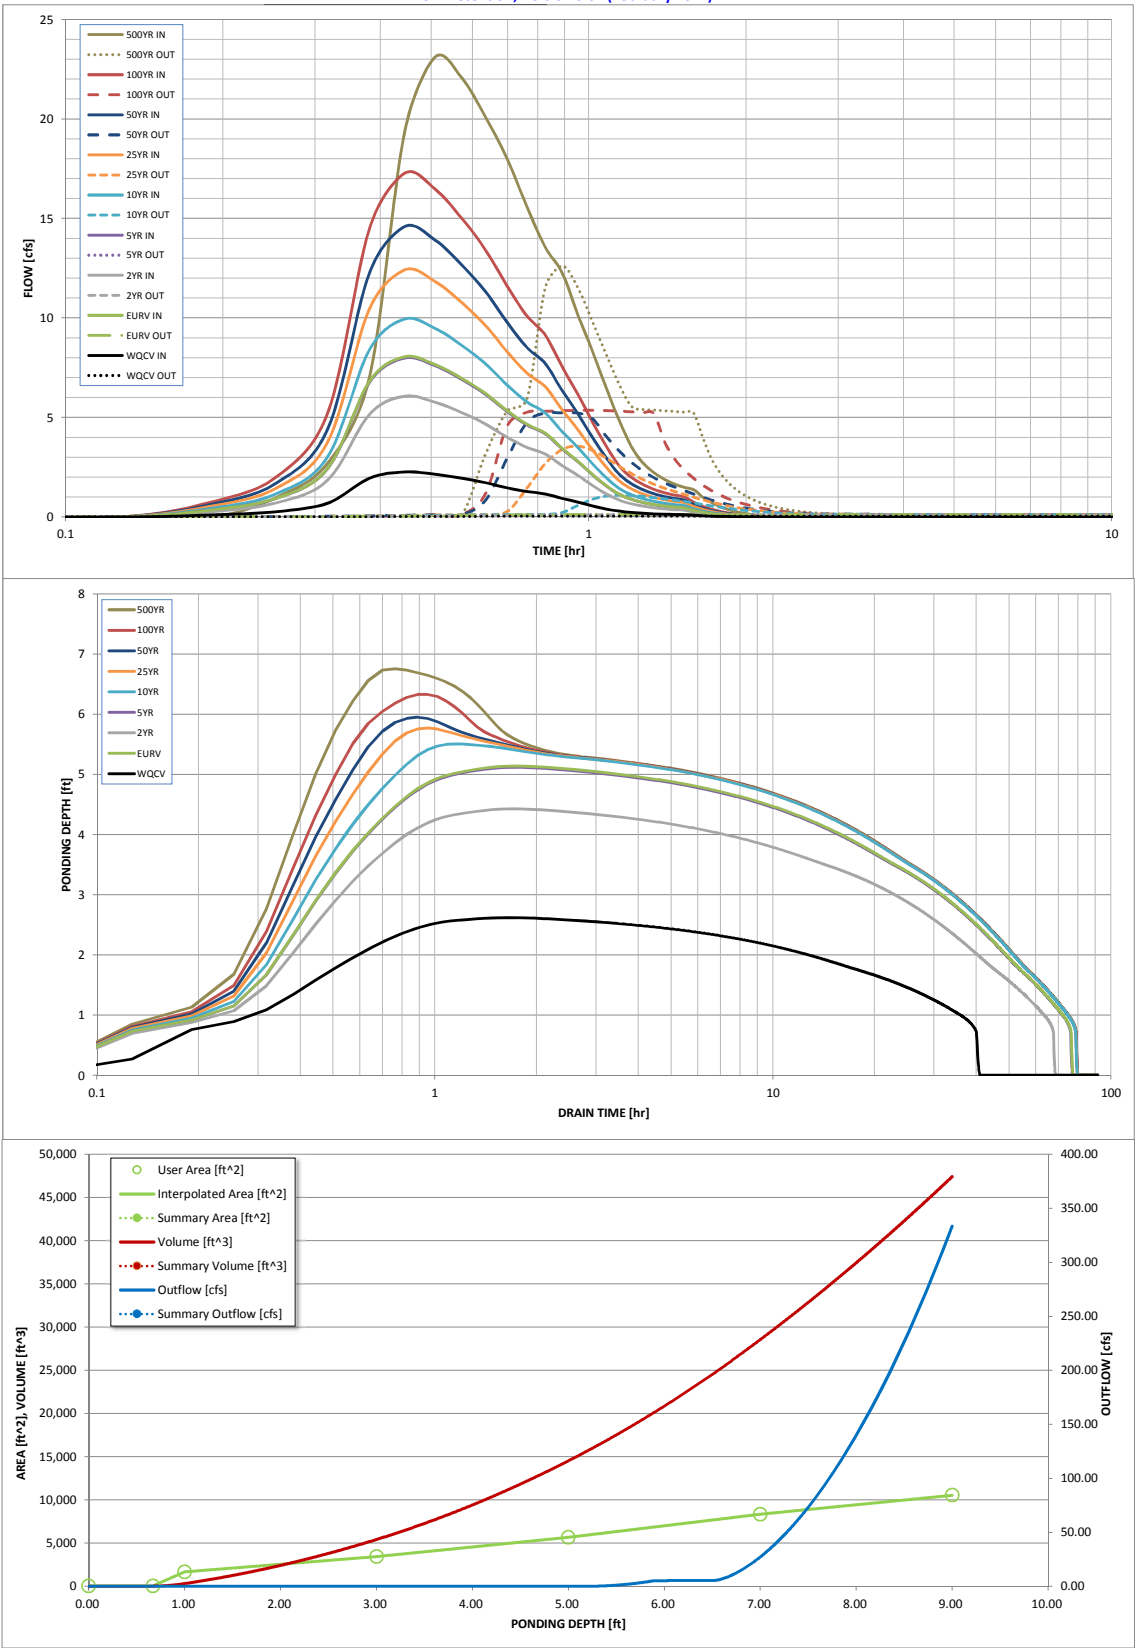 25
20
15
10
5
0
FLOW [cfs]
0.1
1
10
TIME [hr]
500YR IN
500YR OUT
100YR IN
100YR OUT
50YR IN
50YR OUT
25YR IN
25YR OUT
10YR IN
10YR OUT
5YR IN
5YR OUT
2YR IN
2YR OUT
EURV IN
EURV OUT
WQCV IN
WQCV OUT
8
7
6
5
4
3
2
1
0
PONDING DEPTH [ft]
0.1
1
10
100
DRAIN TIME [hr]
500YR
100YR
50YR
25YR
10YR
5YR
2YR
EURV
WQCV
50,000
45,000
40,000
35,000
30,000
25,000
20,000
15,000
10,000
5,000
0
AREA [ft^2], VOLUME [ft^3]
0.00
1.00
2.00
3.00
4.00
5.00
6.00
7.00
8.00
9.00
10.00
PONDING DEPTH [ft]
400.00
350.00
300.00
250.00
200.00
150.00
100.00
50.00
0.00
OUTFLOW [cfs]
User Area [ft^2]
Interpolated Area [ft^2]
Summary Area [ft^2]
Volume [ft^3]
Summary Volume [ft^3]
Outflow [cfs]
Summary Outflow [cfs]